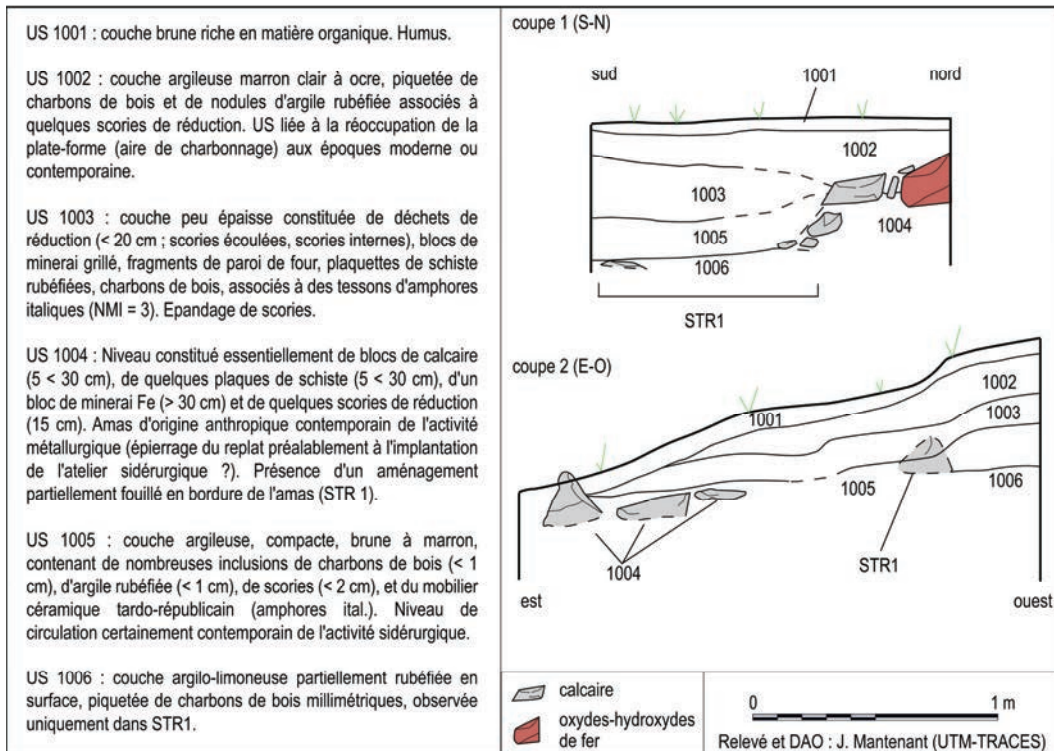 US 1001 : couche brune riche en matière organique. Humus.
US 1002 : couche argileuse marron clair à ocre, piquetée de
charbons de bois et de nodules d'argile rubéfiée associés à
quelques scories de réduction. US liée à la réoccupation de la
plate-forme (aire de charbonnage) aux époques moderne ou
contemporaine.
US 1003 : couche peu épaisse constituée de déchets de
réduction (< 20 cm ; scories écoulées, scories internes), blocs de
minerai grillé, fragments de paroi de four, plaquettes de schiste
rubéfiées, charbons de bois, associés à des tessons d'amphores
italiques (NMI = 3). Epandage de scories.
US 1004 : Niveau constitué essentiellement de blocs de calcaire
(5 < 30 cm), de quelques plaques de schiste (5 < 30 cm), d'un
bloc de minerai Fe (> 30 cm) et de quelques scories de réduction
(15 cm). Amas d'origine anthropique contemporain de l'activité
métallurgique (épierrage du replat préalablement à l'implantation
de l'atelier sidérurgique ?). Présence d'un aménagement
partiellement fouillé en bordure de l'amas (STR 1).
US 1005 : couche argileuse, compacte, brune à marron,
contenant de nombreuses inclusions de charbons de bois (< 1
cm), d'argile rubéfiée (< 1 cm), de scories (< 2 cm), et du mobilier
céramique tardo-républicain (amphores ital.). Niveau de
circulation certainement contemporain de l'activité sidérurgique.
US 1006 : couche argilo-limoneuse partiellement rubéfiée en
surface, piquetée de charbons de bois millimétriques, observée
uniquement dans STR1.
coupe 1 (S-N)
sud
1001
nord
1002
1003
1004
1005
1006
STR1
coupe 2 (E-O)
1002
1001
1003
1005
1006
1004
STR1
est
ouest
calcaire
oxydes-hydroxydes
de fer
0
1 m
Relevé et DAO : J. Mantenant (UTM-TRACES)